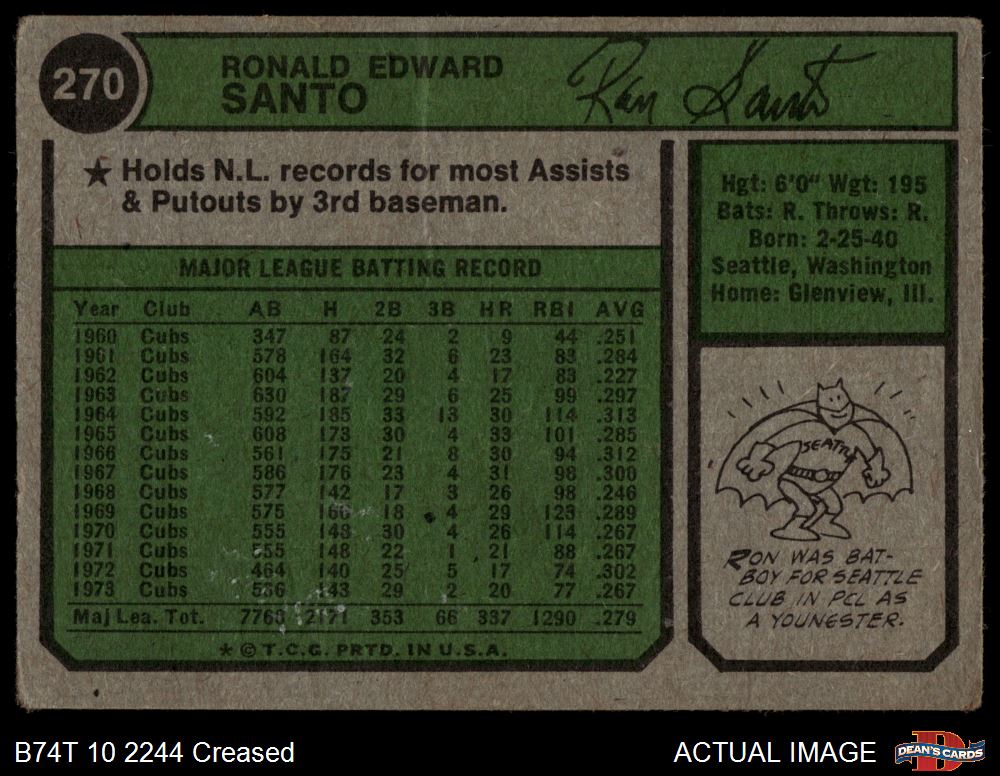 270
RONALD EDWARD
SANTO
Ron Santo
★ Holds N.L. records for most Assists
& Putouts by 3rd baseman.
MAJOR LEAGUE BATTING RECORD
Year Club AB H 2B 3B HR RBI AVG
1960 Cubs 347 87 24 2 9 44 .251
1961 Cubs 578 164 32 6 23 83 .284
1962 Cubs 604 137 20 4 17 83 .227
1963 Cubs 630 187 29 6 25 99 .297
1964 Cubs 592 185 33 13 30 114 .313
1965 Cubs 608 173 30 4 33 101 .285
1966 Cubs 561 175 21 8 30 94 .312
1967 Cubs 586 176 23 4 31 98 .300
1968 Cubs 577 142 17 3 26 98 .246
1969 Cubs 575 166 18 4 29 123 .289
1970 Cubs 555 148 30 4 26 114 .267
1971 Cubs 555 148 22 1 21 88 .267
1972 Cubs 464 140 25 5 17 74 .302
1973 Cubs 536 143 29 2 20 77 .267
Maj Lea. Tot. 7768 2171 353 66 337 1290 .279
* © T.C.G. PRTD. IN U.S.A.
Hgt: 6'0" Wgt: 195
Bats: R. Throws: R.
Born: 2-25-40
Seattle, Washington
Home: Glenview, Ill.
SEATTLE
RON WAS BAT-
BOY FOR SEATTLE
CLUB IN PCL AS
A YOUNGSTER.
B74T 10 2244 Creased
ACTUAL IMAGE
D
DEAN'S CARDS